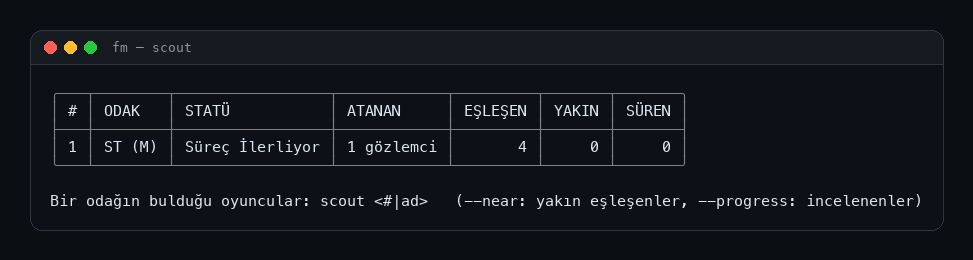 fm — scout
# ODAK STATÜ ATANAN EŞLEŞEN YAKIN SÜREN
1 ST (M) Süreç İlerliyor 1 gözlemci 4 0 0
Bir odağın bulduğu oyuncular: scout <#|ad> (--near: yakın eşleşenler, --progress: incelenenler)